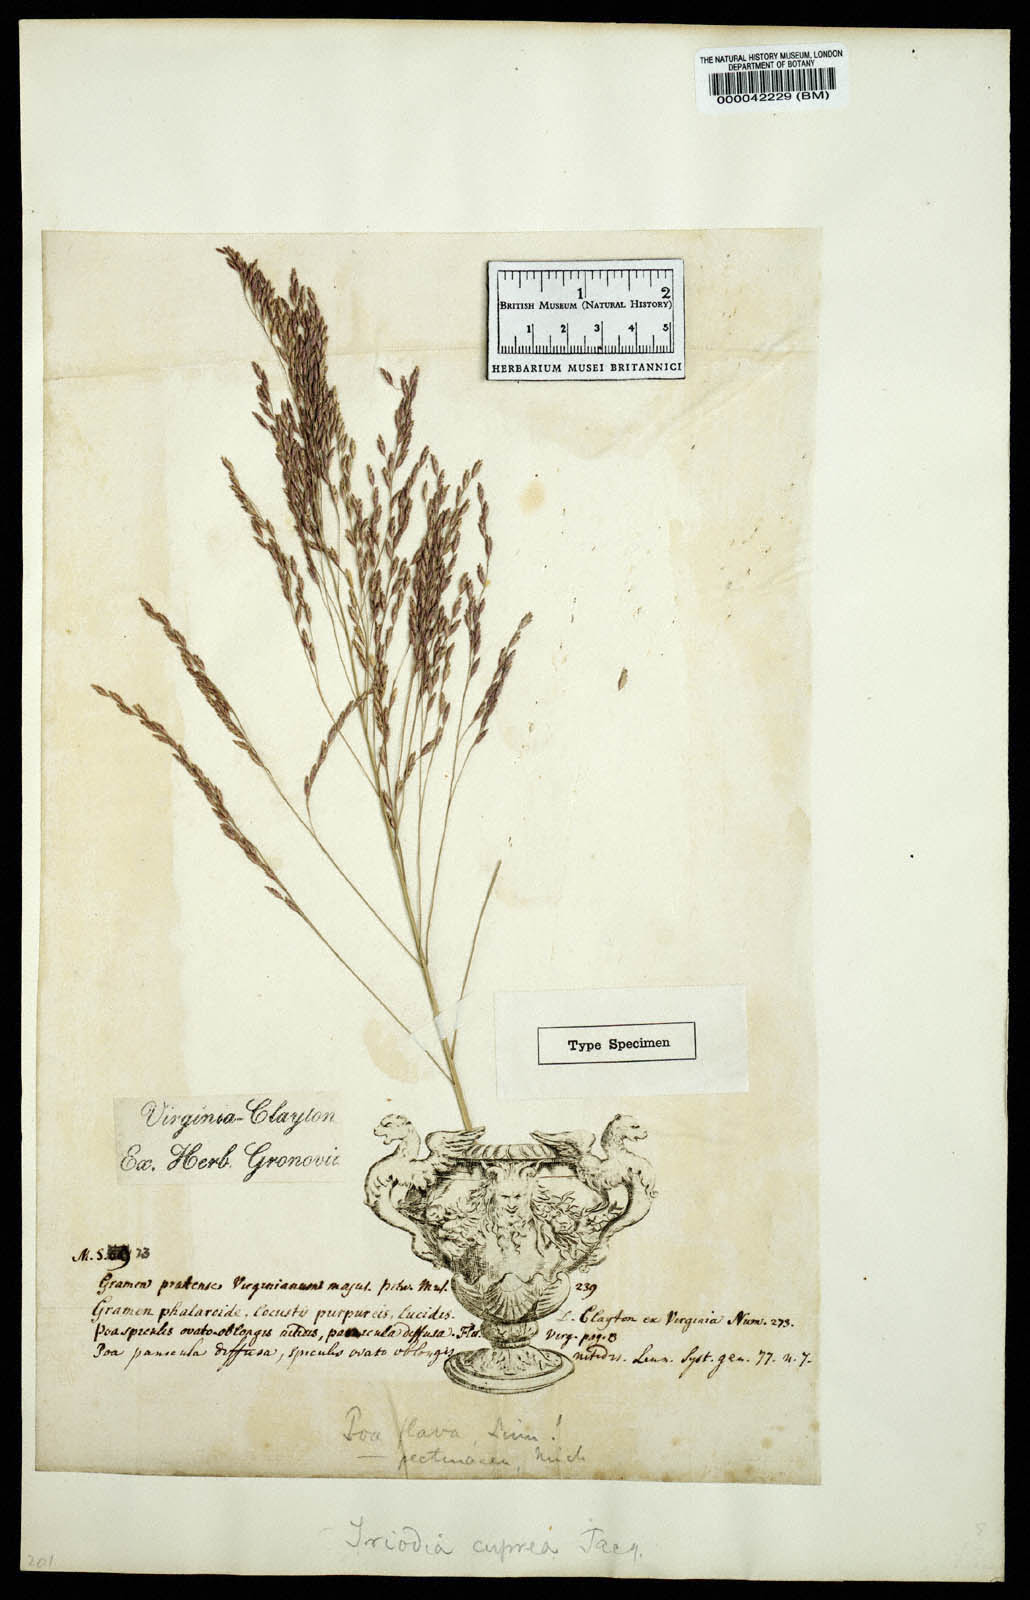 THE NATURAL HISTORY MUSEUM, LONDON
DEPARTMENT OF BOTANY
000042229 (BM)
1 2
BRITISH MUSEUM (NATURAL HISTORY)
1 2 3 4 5
HERBARIUM MUSEI BRITANNICI
Type Specimen
Virginia-Clayton
Ex. Herb. Gronovii
M. S. 23
Gramen pratense Virginianum majus. Mus. 239
Gramen phalaroide. locustis purpureis, lucidis. Clayton ex Virginia Num. 273.
Poa spiculis ovato-oblongis nitidis, panicula diffusa. Flor. Virg. pag. 8
Poa panicula diffusa, spiculis ovato oblongis nitidis. Linn. Syst. gen. 77. n. 7.
Poa flava, Linn!
— pectinacea, Mich
Triodia cuprea Jacq.
201